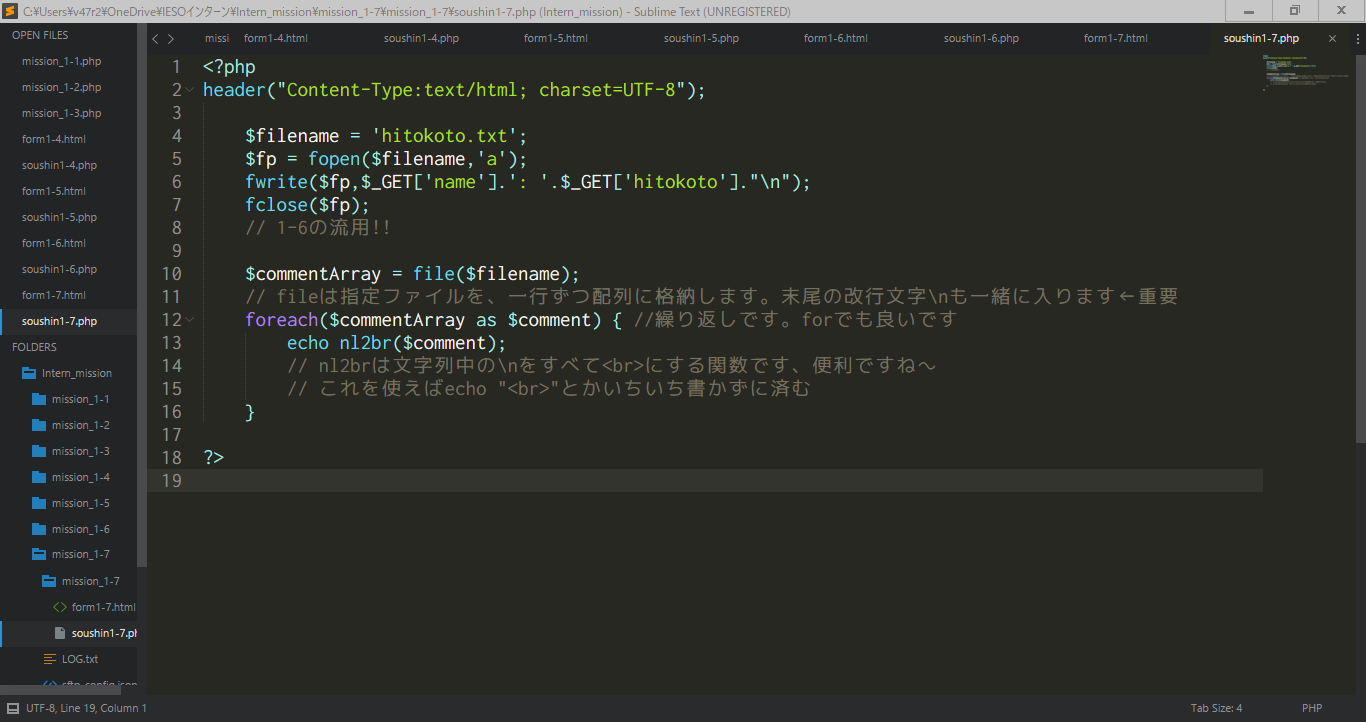 C:¥Users¥v47r2¥OneDrive¥IESOインターン¥Intern_mission¥mission_1-7¥mission_1-7¥soushin1-7.php (Intern_mission) - Sublime Text (UNREGISTERED)
OPEN FILES
mission_1-1.php
mission_1-2.php
mission_1-3.php
form1-4.html
soushin1-4.php
form1-5.html
soushin1-5.php
form1-6.html
soushin1-6.php
form1-7.html
soushin1-7.php
FOLDERS
Intern_mission
mission_1-1
mission_1-2
mission_1-3
mission_1-4
mission_1-5
mission_1-6
mission_1-7
mission_1-7
form1-7.html
soushin1-7.ph
LOG.txt
missi form1-4.html soushin1-4.php form1-5.html soushin1-5.php form1-6.html soushin1-6.php form1-7.html soushin1-7.php
1 <?php
2 header("Content-Type:text/html; charset=UTF-8");
3
4 $filename = 'hitokoto.txt';
5 $fp = fopen($filename,'a');
6 fwrite($fp,$_GET['name'].': '.$_GET['hitokoto']."\n");
7 fclose($fp);
8 // 1-6の流用!!
9
10 $commentArray = file($filename);
11 // fileは指定ファイルを、一行ずつ配列に格納します。末尾の改行文字\nも一緒に入ります←重要
12 foreach($commentArray as $comment) { //繰り返しです。forでも良いです
13 echo nl2br($comment);
14 // nl2brは文字列中の\nをすべて<br>にする関数です、便利ですね～
15 // これを使えばecho "<br>"とかいちいち書かずに済む
16 }
17
18 ?>
19
UTF-8, Line 19, Column 1
Tab Size: 4
PHP